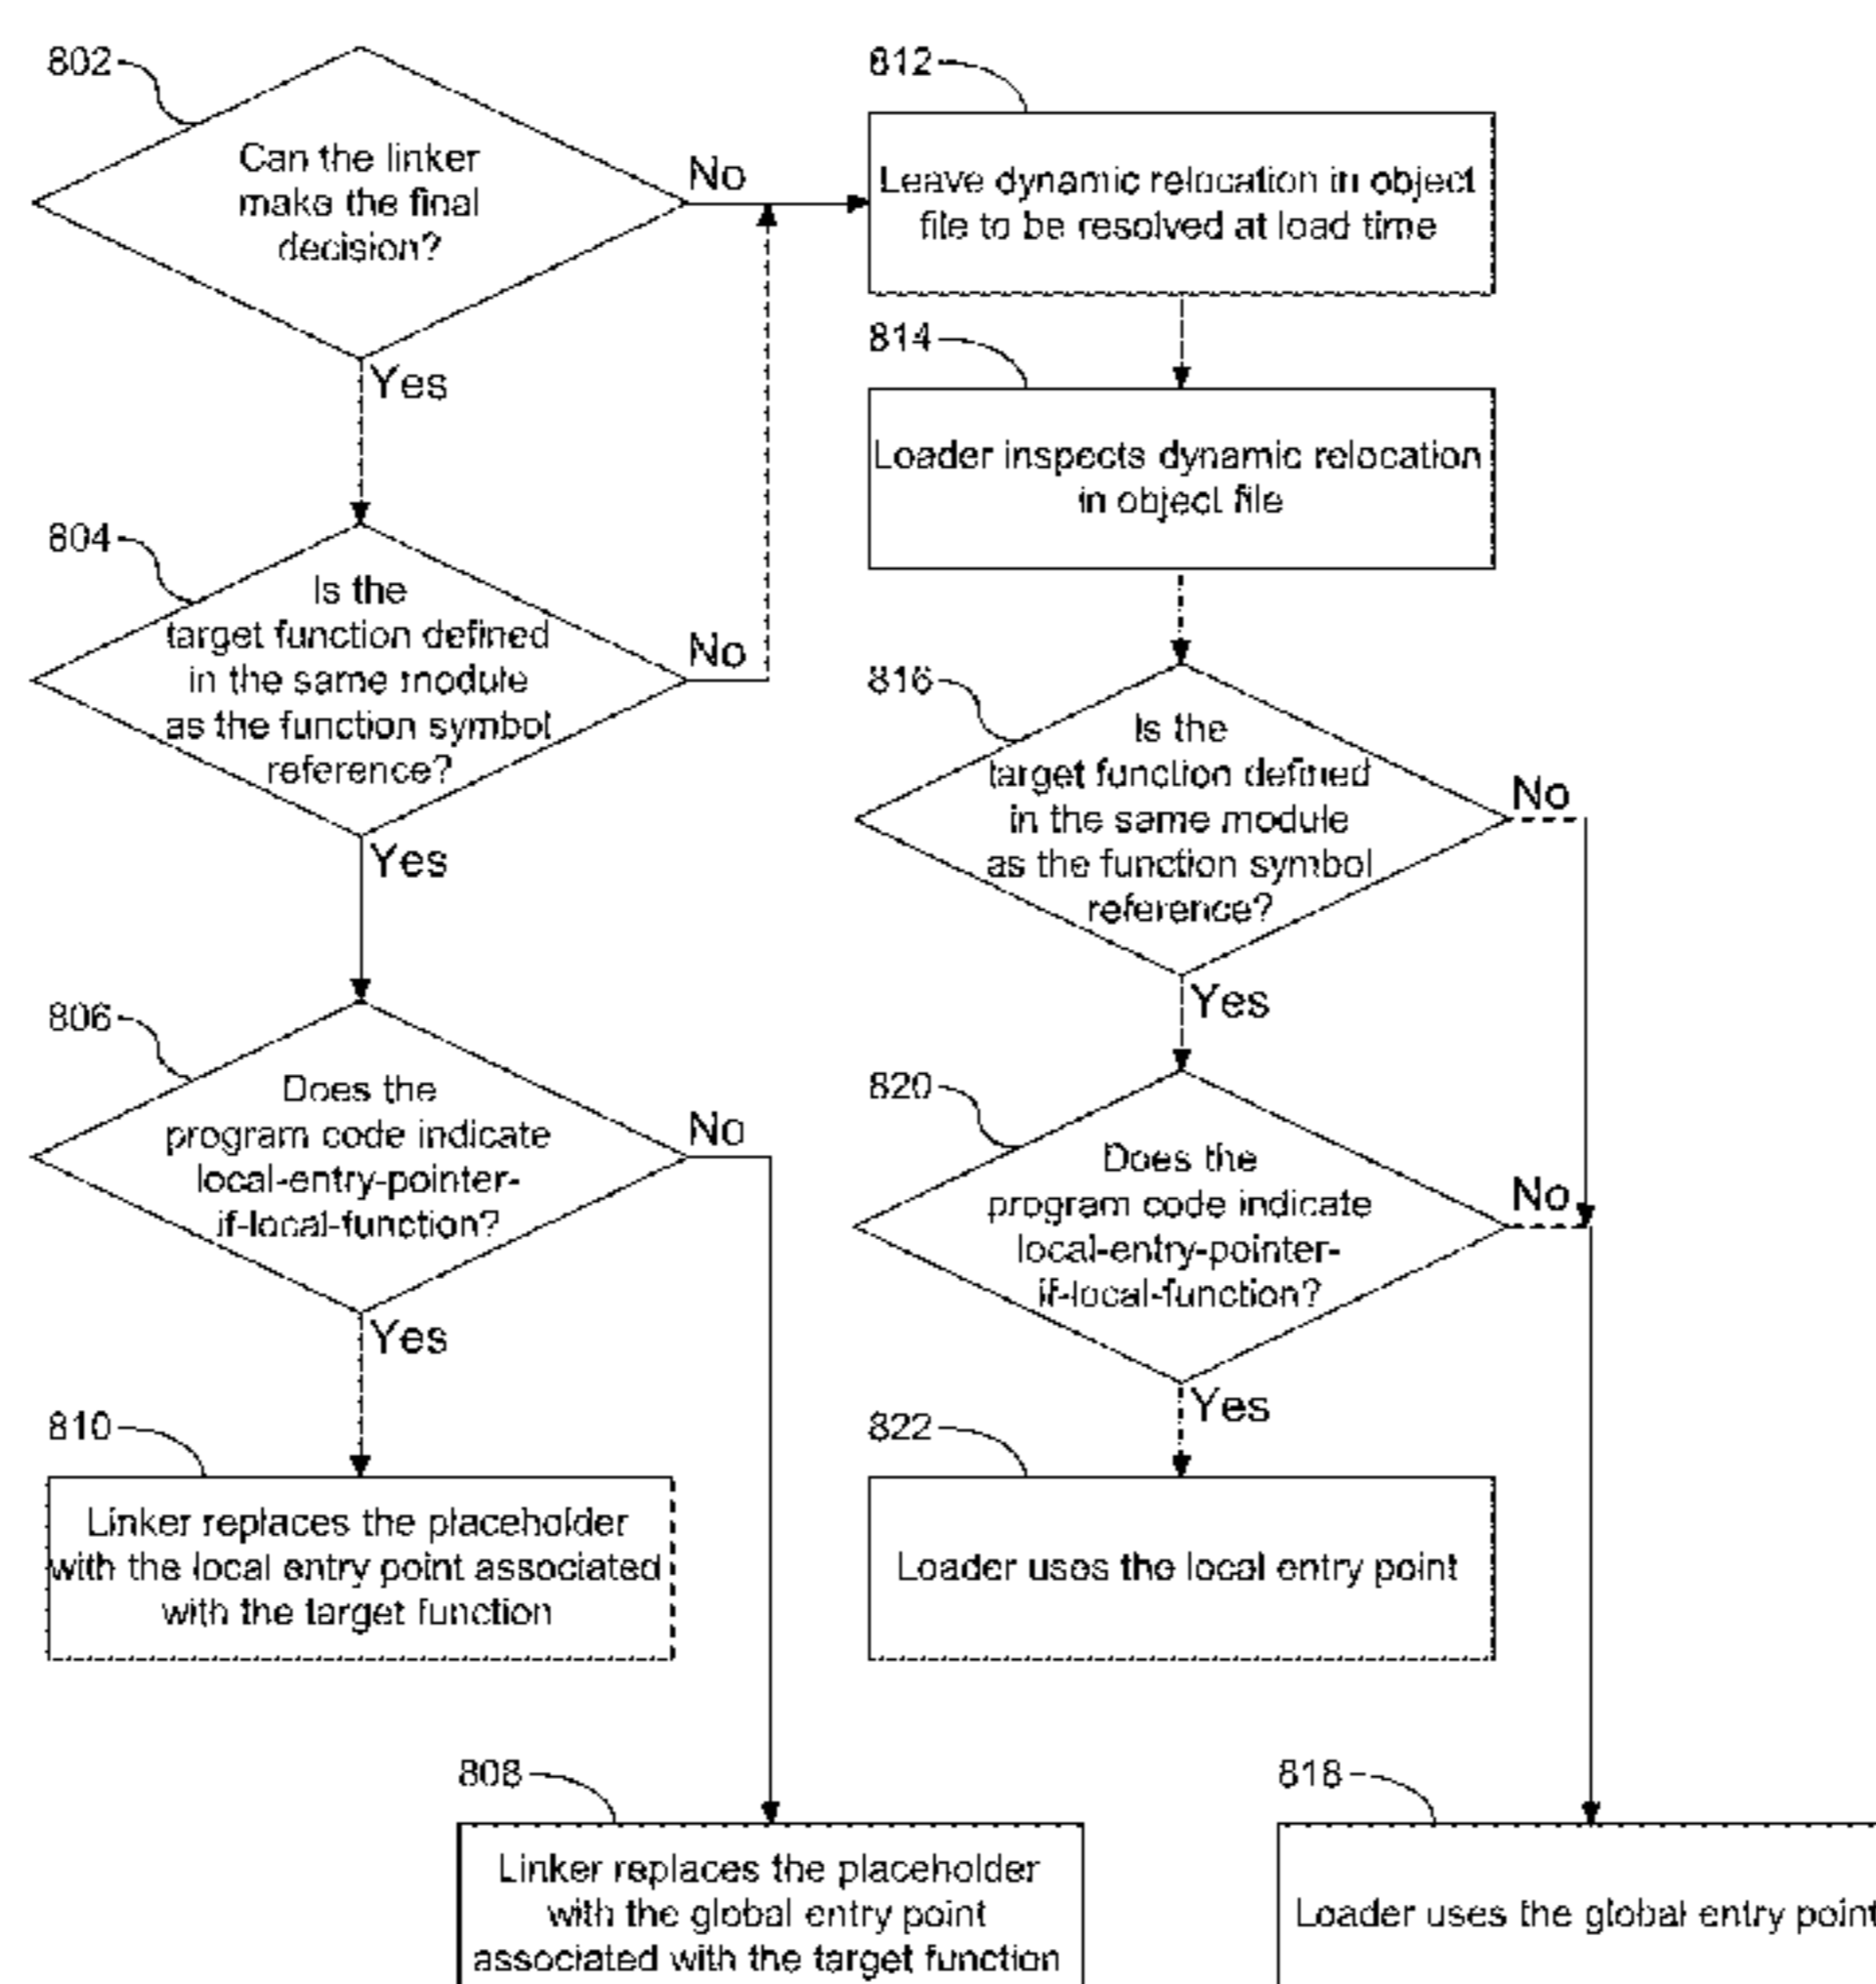 802
Can the linker
make the final
decision?
No
Yes
804
Is the
target function defined
in the same module
as the function symbol
reference?
No
Yes
806
Does the
program code indicate
local-entry-pointer-
if-local-function?
No
Yes
810
Linker replaces the placeholder
with the local entry point associated
with the target function
808
Linker replaces the placeholder
with the global entry point
associated with the target function
812
Leave dynamic relocation in object
file to be resolved at load time
814
Loader inspects dynamic relocation
in object file
816
Is the
target function defined
in the same module
as the function symbol
reference?
No
Yes
820
Does the
program code indicate
local-entry-pointer-
if-local-function?
No
Yes
822
Loader uses the local entry point
818
Loader uses the global entry point